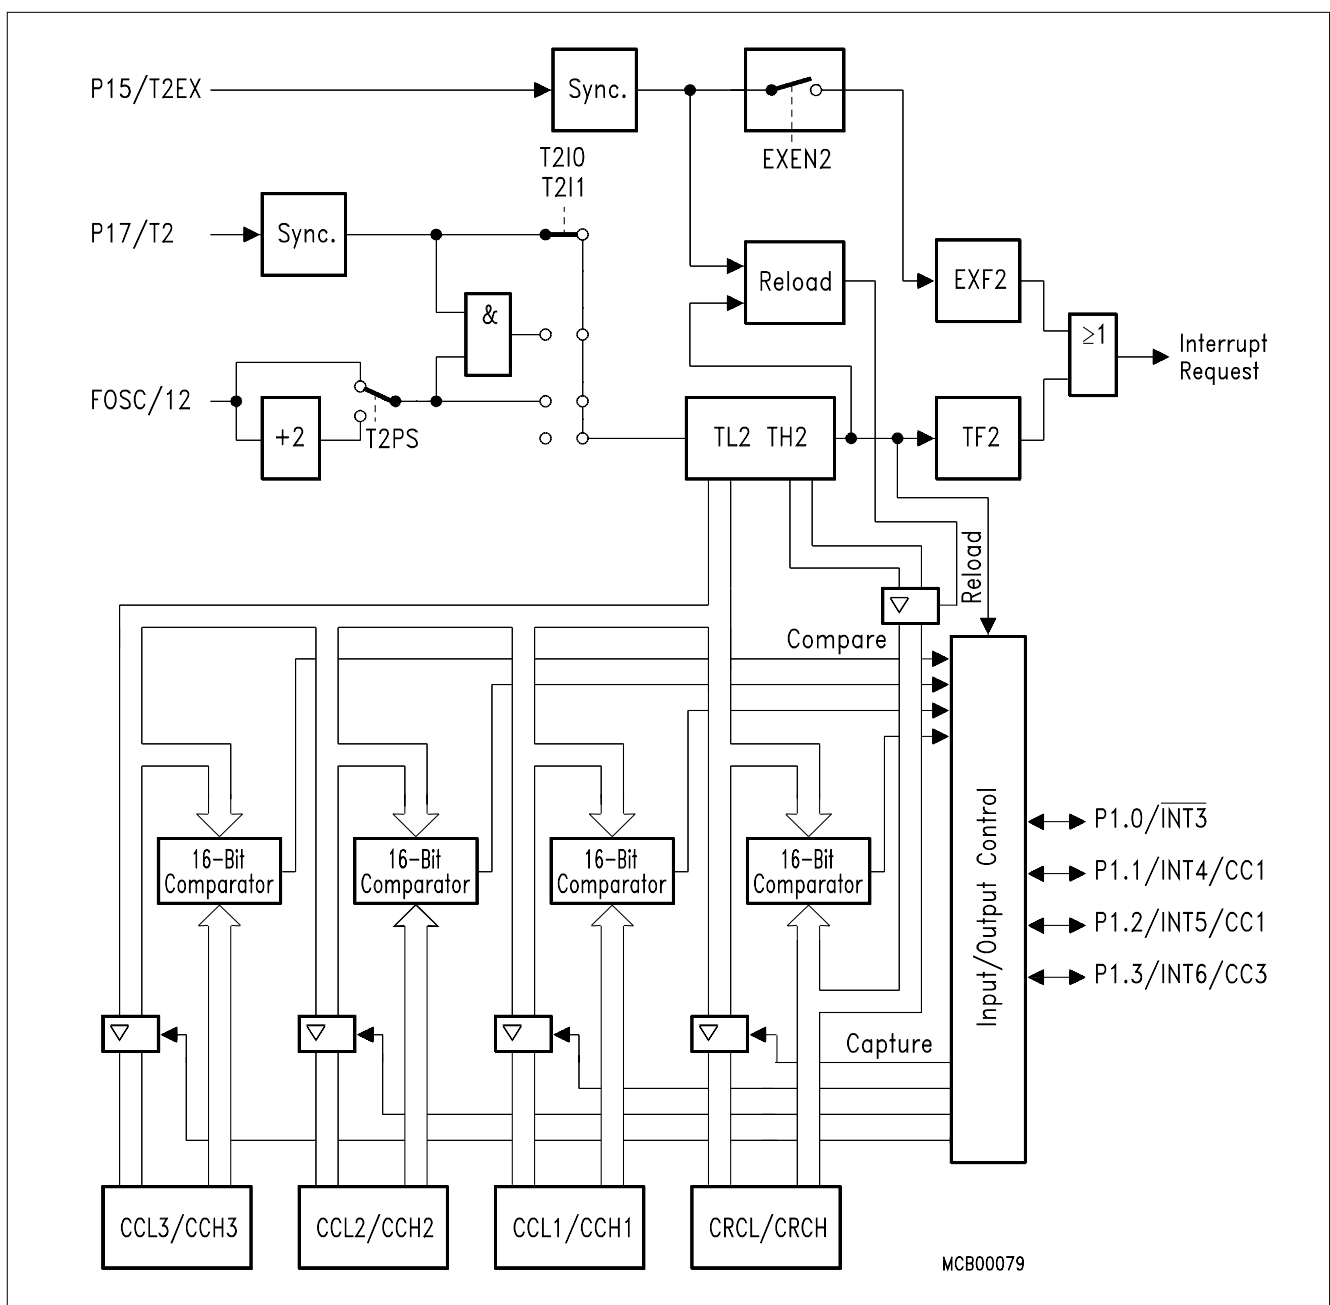 P15/T2EX
Sync.
EXEN2
T2I0
T2I1
P17/T2
Sync.
Reload
EXF2
&
≥1
Interrupt
Request
FOSC/12
+2
T2PS
TL2 TH2
TF2
Reload
Compare
16-Bit
Comparator
16-Bit
Comparator
16-Bit
Comparator
16-Bit
Comparator
Input/Output Control
P1.0/INT3
P1.1/INT4/CC1
P1.2/INT5/CC1
P1.3/INT6/CC3
Capture
CCL3/CCH3
CCL2/CCH2
CCL1/CCH1
CRCL/CRCH
MCB00079